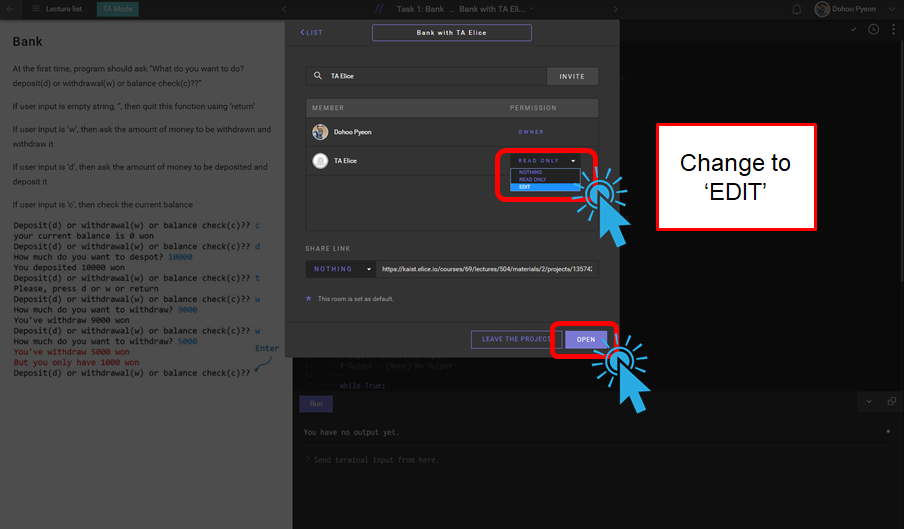 Lecture list
TA Mode
Task 1: Bank .. Bank with TA Eli...
Dohoo Pyeon
Bank
At the first time, program should ask "What do you want to do?
deposit(d) or withdrawal(w) or balance check(c)??"
If user input is empty string, '', then quit this function using 'return'
If user input is 'w', then ask the amount of money to be withdrawn and
withdraw it
If user input is 'd', then ask the amount of money to be deposited and
deposit it
If user input is 'c', then check the current balance
Deposit(d) or withdrawal(w) or balance check(c)?? c
your current balance is 0 won
Deposit(d) or withdrawal(w) or balance check(c)?? d
How much do you want to despot? 10000
You deposited 10000 won
Deposit(d) or withdrawal(w) or balance check(c)?? t
Please, press d or w or return
Deposit(d) or withdrawal(w) or balance check(c)?? w
How much do you want to withdraw? 9000
You've withdraw 9000 won
Deposit(d) or withdrawal(w) or balance check(c)?? w
How much do you want to withdraw? 5000
You've withdraw 5000 won
But you only have 1000 won
Deposit(d) or withdrawal(w) or balance check(c)??
Enter
LIST
Bank with TA Elice
TA Elice
INVITE
MEMBER PERMISSION
Dohoo Pyeon OWNER
TA Elice READ ONLY
NOTHING
READ ONLY
EDIT
SHARE LINK
NOTHING https://kaist.elice.io/courses/69/lectures/504/materials/2/projects/13574
* This room is set as default.
LEAVE THE PROJECT
OPEN
Change to
‘EDIT’
# Output : (None) No Output
while True:
Run
You have no output yet.
> Send terminal input from here.